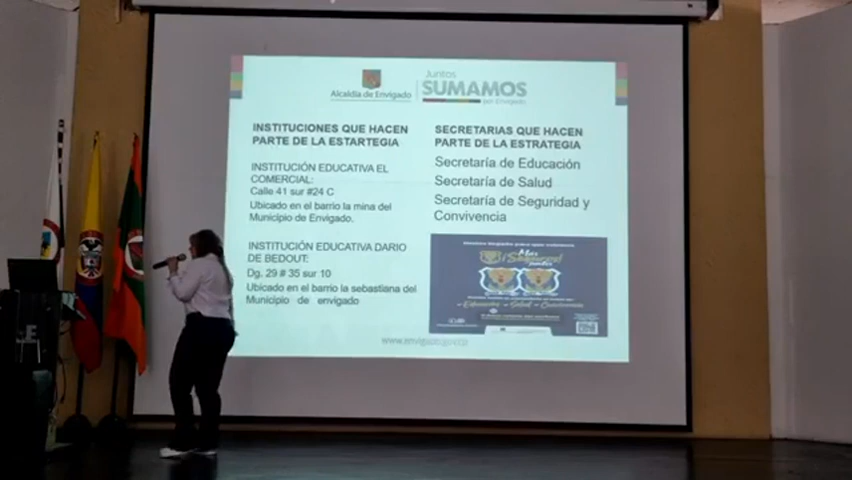 Alcaldía de Envigado
Juntos
SUMAMOS
por Envigado
INSTITUCIONES QUE HACEN
PARTE DE LA ESTARTEGIA
INSTITUCIÓN EDUCATIVA EL
COMERCIAL:
Calle 41 sur #24 C
Ubicado en el barrio la mina del
Municipio de Envigado.
INSTITUCIÓN EDUCATIVA DARIO
DE BEDOUT:
Dg. 29 # 35 sur 10
Ubicado en el barrio la sebastiana del
Municipio de envigado
SECRETARIAS QUE HACEN
PARTE DE LA ESTRATEGIA
Secretaría de Educación
Secretaría de Salud
Secretaría de Seguridad y
Convivencia